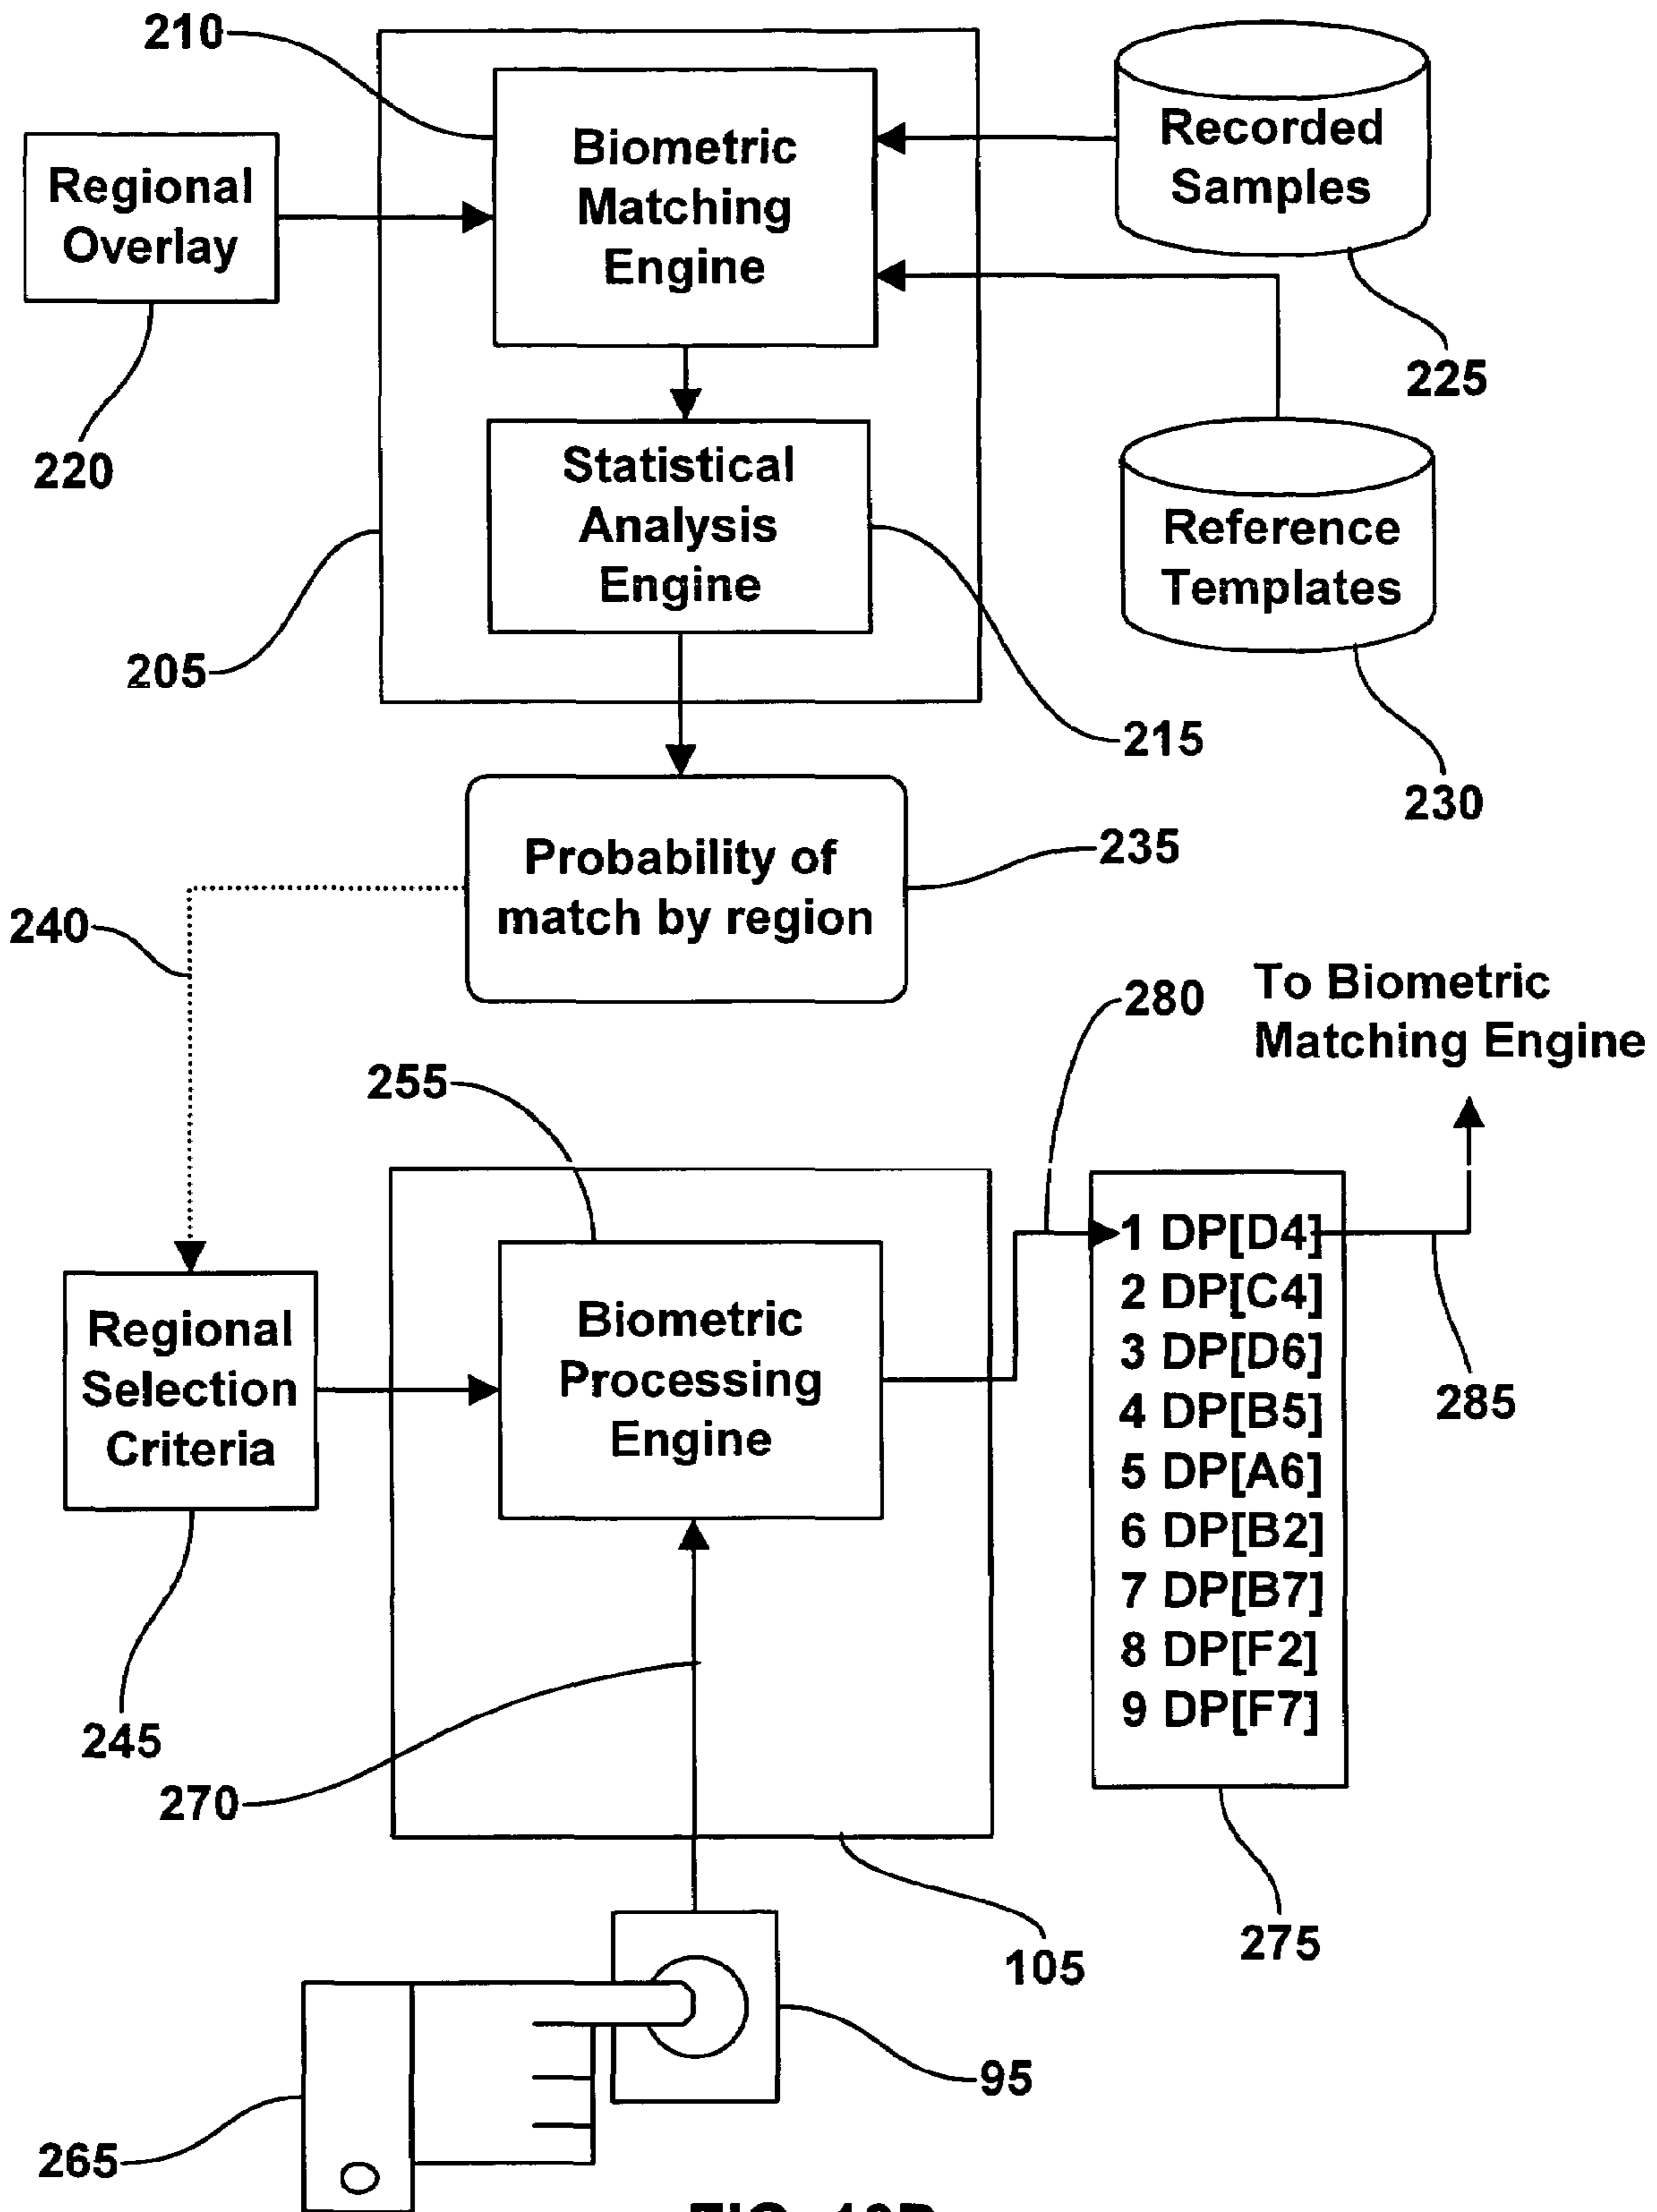 210
Biometric
Matching
Engine
Recorded
Samples
Regional
Overlay
225
220
Statistical
Analysis
Engine
Reference
Templates
205
215
230
Probability of
match by region
235
240
280
To Biometric
Matching Engine
255
1 DP[D4]
2 DP[C4]
3 DP[D6]
4 DP[B5]
5 DP[A6]
6 DP[B2]
7 DP[B7]
8 DP[F2]
9 DP[F7]
Regional
Selection
Criteria
Biometric
Processing
Engine
285
245
270
275
105
95
265